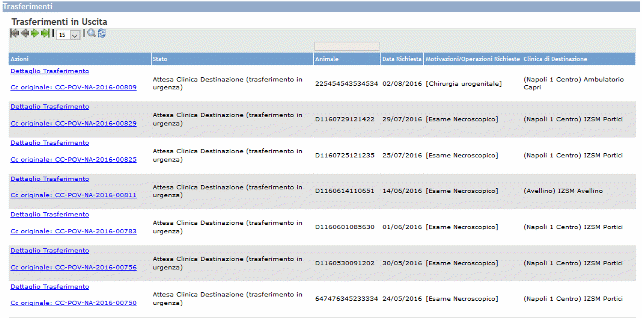 Trasferimenti
Trasferimenti in Uscita
15
Azioni Stato Animale Data Richiesta Motivazioni/Operazioni Richieste Clinica di Destinazione
Dettaglio Trasferimento
Cc originale: CC-POV-NA-2016-00809
Attesa Clinica Destinazione (trasferimento in
urgenza)
225454543534534 02/08/2016 [Chirurgia urogenitale]
(Napoli 1 Centro) Ambulatorio
Capri
Dettaglio Trasferimento
Cc originale: CC-POV-NA-2016-00829
Attesa Clinica Destinazione (trasferimento in
urgenza)
D1160729121422 29/07/2016 [Esame Necroscopico] (Napoli 1 Centro) IZSM Portici
Dettaglio Trasferimento
Cc originale: CC-POV-NA-2016-00825
Attesa Clinica Destinazione (trasferimento in
urgenza)
D1160725121235 25/07/2016 [Esame Necroscopico] (Napoli 1 Centro) IZSM Portici
Dettaglio Trasferimento
Cc originale: CC-POV-NA-2016-00811
Attesa Clinica Destinazione (trasferimento in
urgenza)
D1160614110651 14/06/2016 [Esame Necroscopico] (Avellino) IZSM Avellino
Dettaglio Trasferimento
Cc originale: CC-POV-NA-2016-00783
Attesa Clinica Destinazione (trasferimento in
urgenza)
D1160601085630 01/06/2016 [Esame Necroscopico] (Napoli 1 Centro) IZSM Portici
Dettaglio Trasferimento
Cc originale: CC-POV-NA-2016-00756
Attesa Clinica Destinazione (trasferimento in
urgenza)
D1160530091202 30/05/2016 [Esame Necroscopico] (Napoli 1 Centro) IZSM Portici
Dettaglio Trasferimento
Cc originale: CC-POV-NA-2016-00750
Attesa Clinica Destinazione (trasferimento in
urgenza)
647476345233334 24/05/2016 [Esame Necroscopico] (Napoli 1 Centro) IZSM Portici